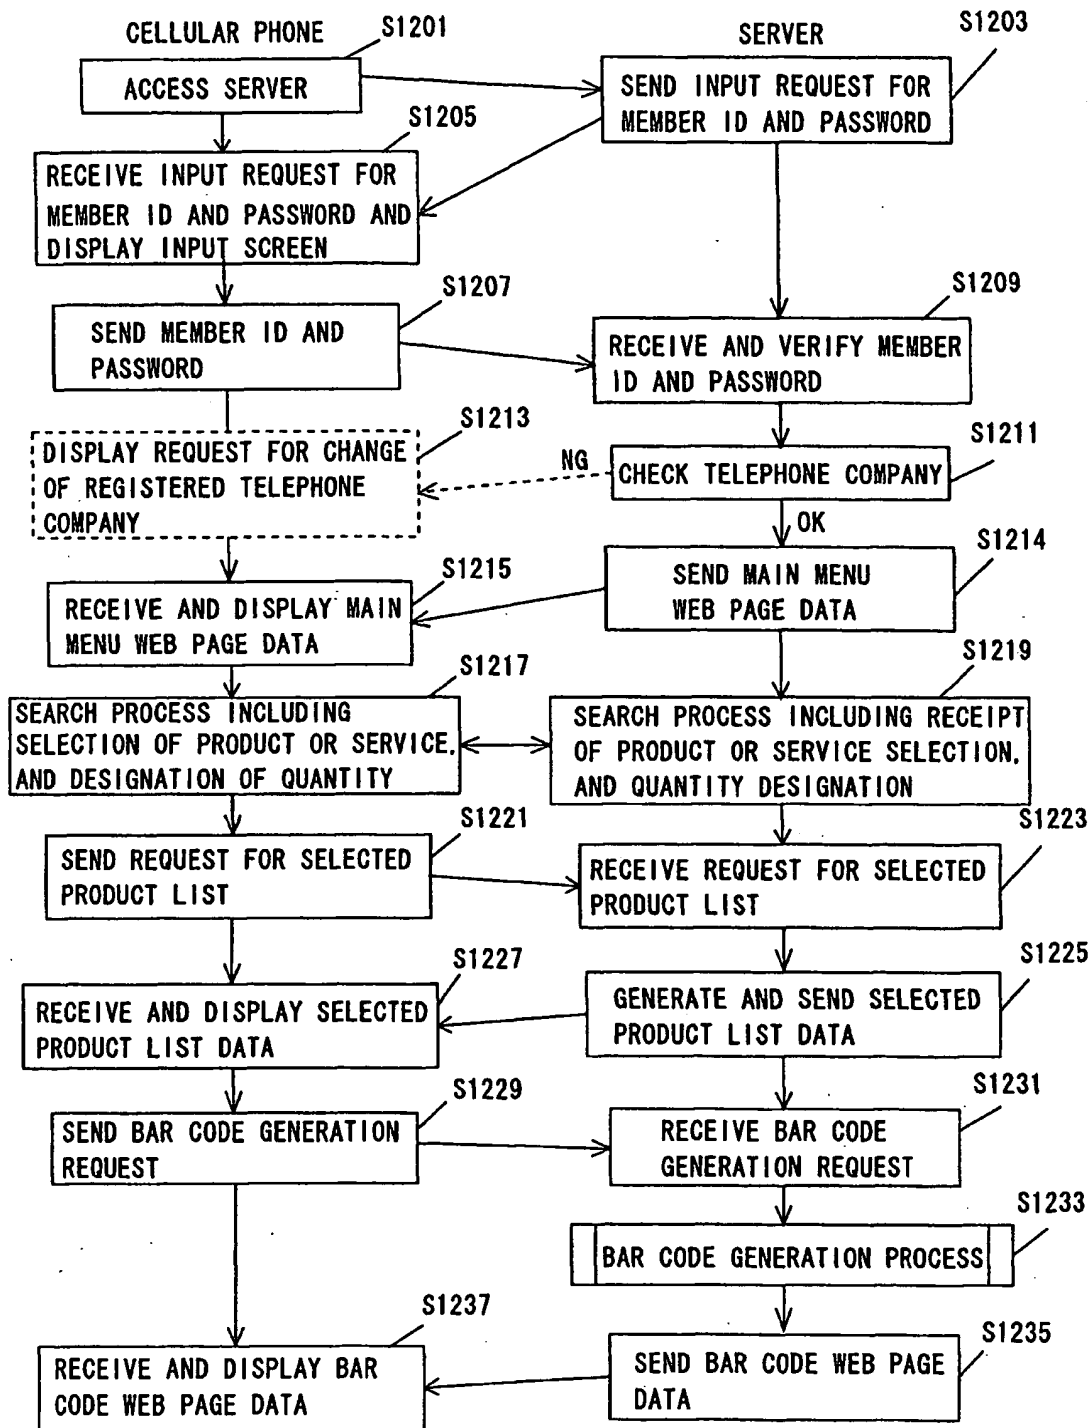 CELLULAR PHONE
S1201
SERVER
S1203
ACCESS SERVER
SEND INPUT REQUEST FOR
MEMBER ID AND PASSWORD
S1205
RECEIVE INPUT REQUEST FOR
MEMBER ID AND PASSWORD AND
DISPLAY INPUT SCREEN
S1207
SEND MEMBER ID AND
PASSWORD
S1209
RECEIVE AND VERIFY MEMBER
ID AND PASSWORD
S1213
DISPLAY REQUEST FOR CHANGE
OF REGISTERED TELEPHONE
COMPANY
NG
S1211
CHECK TELEPHONE COMPANY
OK
S1214
SEND MAIN MENU
WEB PAGE DATA
S1215
RECEIVE AND DISPLAY MAIN
MENU WEB PAGE DATA
S1217
SEARCH PROCESS INCLUDING
SELECTION OF PRODUCT OR SERVICE,
AND DESIGNATION OF QUANTITY
S1219
SEARCH PROCESS INCLUDING RECEIPT
OF PRODUCT OR SERVICE SELECTION,
AND QUANTITY DESIGNATION
S1221
SEND REQUEST FOR SELECTED
PRODUCT LIST
S1223
RECEIVE REQUEST FOR SELECTED
PRODUCT LIST
S1227
RECEIVE AND DISPLAY SELECTED
PRODUCT LIST DATA
S1225
GENERATE AND SEND SELECTED
PRODUCT LIST DATA
S1229
SEND BAR CODE GENERATION
REQUEST
S1231
RECEIVE BAR CODE
GENERATION REQUEST
S1233
BAR CODE GENERATION PROCESS
S1237
RECEIVE AND DISPLAY BAR
CODE WEB PAGE DATA
S1235
SEND BAR CODE WEB PAGE
DATA